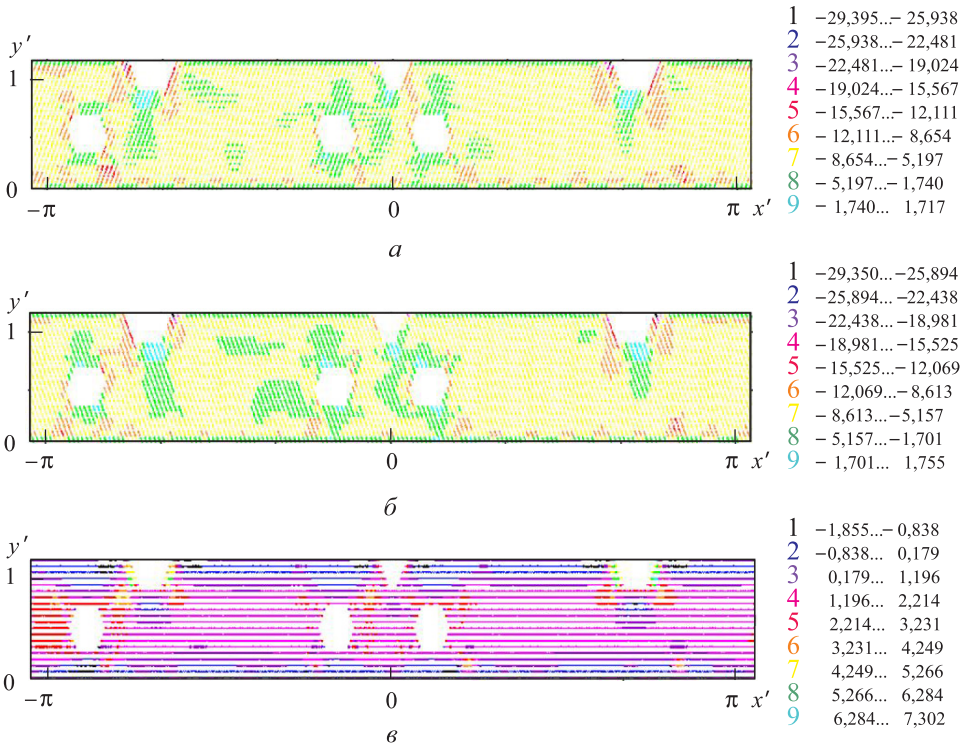 y′
1
0
−π
0
π x′
а
1 −29,395...− 25,938
2 −25,938...− 22,481
3 −22,481...− 19,024
4 −19,024...− 15,567
5 −15,567...− 12,111
6 − 12,111...− 8,654
7 − 8,654...− 5,197
8 − 5,197...− 1,740
9 − 1,740... 1,717
y′
1
0
−π
0
π x′
б
1 −29,350...−25,894
2 −25,894...−22,438
3 −22,438...−18,981
4 −18,981...−15,525
5 −15,525...−12,069
6 −12,069...−8,613
7 −8,613...−5,157
8 −5,157...−1,701
9 − 1,701... 1,755
y′
1
0
−π
0
π x′
в
1 −1,855...− 0,838
2 −0,838... 0,179
3 0,179... 1,196
4 1,196... 2,214
5 2,214... 3,231
6 3,231... 4,249
7 4,249... 5,266
8 5,266... 6,284
9 6,284... 7,302